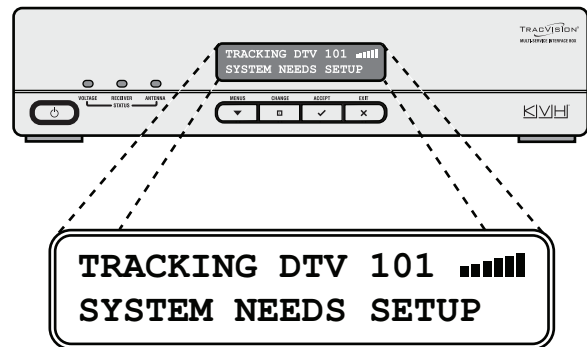 TRACVISION®
MULTI-SERVICE INTERFACE BOX
TRACKING DTV 101
SYSTEM NEEDS SETUP
VOLTAGE RECEIVER ANTENNA
STATUS
MENUS CHANGE ACCEPT EXIT
KVH
TRACKING DTV 101
SYSTEM NEEDS SETUP